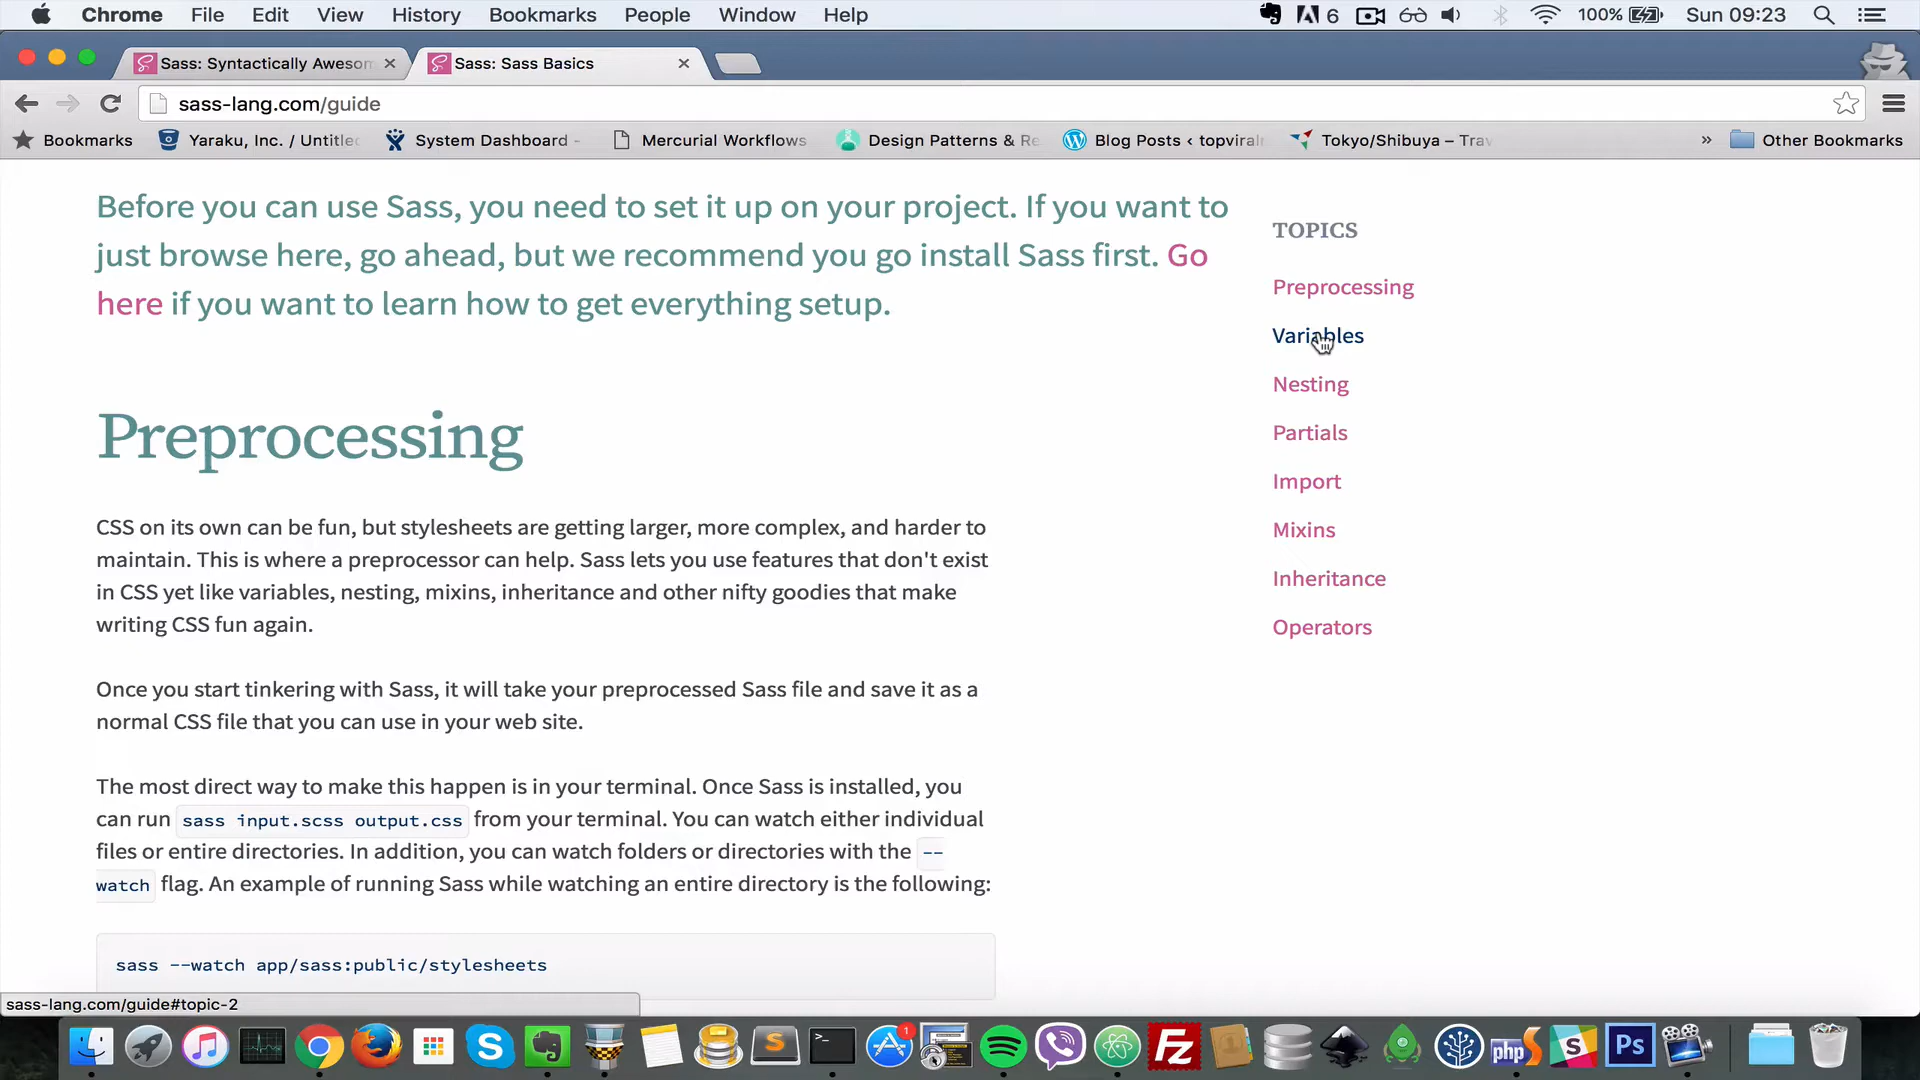 Chrome File Edit View History Bookmarks People Window Help 6 100% Sun 09:23
Sass: Syntactically Awesom
Sass: Sass Basics
sass-lang.com/guide
Bookmarks Yaraku, Inc. / Untitle System Dashboard - Mercurial Workflows Design Patterns & Re Blog Posts ‹ topviral Tokyo/Shibuya – Trav » Other Bookmarks
Before you can use Sass, you need to set it up on your project. If you want to
just browse here, go ahead, but we recommend you go install Sass first. Go
here if you want to learn how to get everything setup.
Preprocessing
CSS on its own can be fun, but stylesheets are getting larger, more complex, and harder to
maintain. This is where a preprocessor can help. Sass lets you use features that don't exist
in CSS yet like variables, nesting, mixins, inheritance and other nifty goodies that make
writing CSS fun again.
Once you start tinkering with Sass, it will take your preprocessed Sass file and save it as a
normal CSS file that you can use in your web site.
The most direct way to make this happen is in your terminal. Once Sass is installed, you
can run sass input.scss output.css from your terminal. You can watch either individual
files or entire directories. In addition, you can watch folders or directories with the --
watch flag. An example of running Sass while watching an entire directory is the following:
sass --watch app/sass:public/stylesheets
TOPICS
Preprocessing
Variables
Nesting
Partials
Import
Mixins
Inheritance
Operators
sass-lang.com/guide#topic-2
1
php
Fz
S
Ps